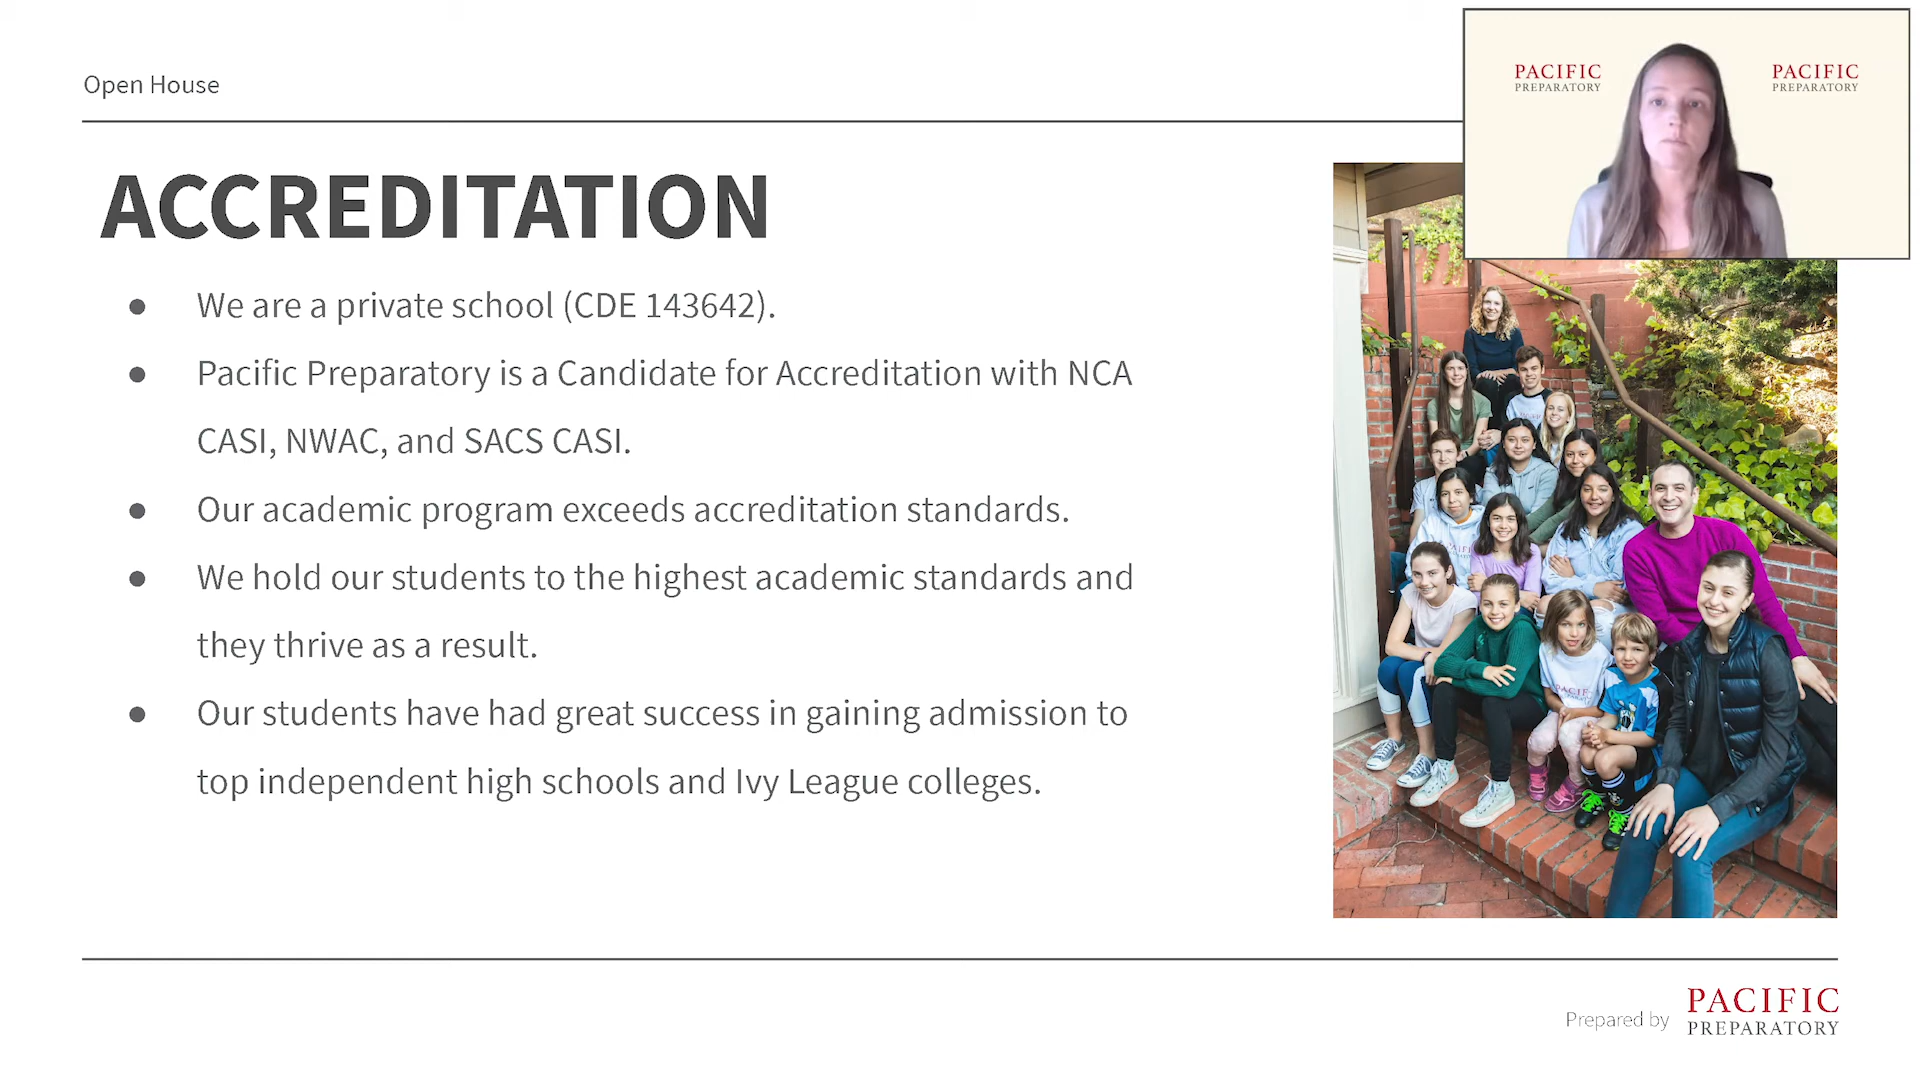 Open House
PACIFIC
PREPARATORY
PACIFIC
PREPARATORY
ACCREDITATION
● We are a private school (CDE 143642).
● Pacific Preparatory is a Candidate for Accreditation with NCA
CASI, NWAC, and SACS CASI.
● Our academic program exceeds accreditation standards.
● We hold our students to the highest academic standards and
they thrive as a result.
● Our students have had great success in gaining admission to
top independent high schools and Ivy League colleges.
Prepared by
PACIFIC
PREPARATORY